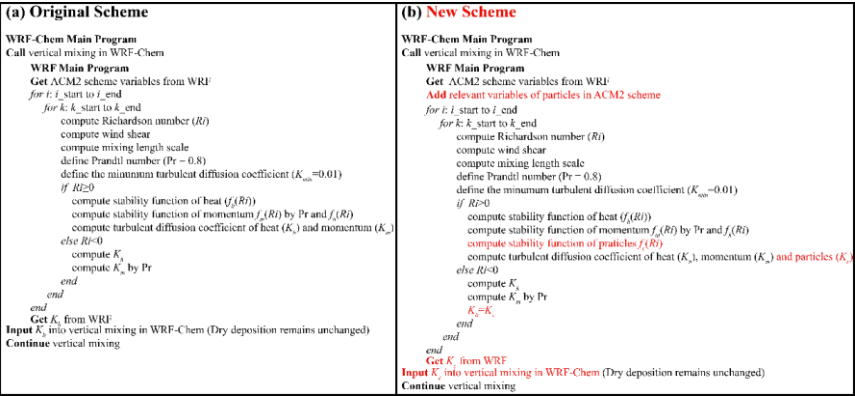 (a) Original Scheme
WRF-Chem Main Program
Call vertical mixing in WRF-Chem
WRF Main Program
Get ACM2 scheme variables from WRF
for i: i_start to i_end
for k: k_start to k_end
compute Richardson number (Ri)
compute wind shear
compute mixing length scale
define Prandtl number (Pr = 0.8)
define the minumum turbulent diffusion coefficient (Kmin=0.01)
if Ri≥0
compute stability function of heat (fh(Ri))
compute stability function of momentum fm(Ri) by Pr and fh(Ri)
compute turbulent diffusion coefficient of heat (Kh) and momentum (Km)
else Ri<0
compute Kh
compute Km by Pr
end
end
end
Get Kh from WRF
Input Kh into vertical mixing in WRF-Chem (Dry deposition remains unchanged)
Continue vertical mixing
(b) New Scheme
WRF-Chem Main Program
Call vertical mixing in WRF-Chem
WRF Main Program
Get ACM2 scheme variables from WRF
Add relevant variables of particles in ACM2 scheme
for i: i_start to i_end
for k: k_start to k_end
compute Richardson number (Ri)
compute wind shear
compute mixing length scale
define Prandtl number (Pr = 0.8)
define the minumum turbulent diffusion coefficient (Kmin=0.01)
if Ri>0
compute stability function of heat (fh(Ri))
compute stability function of momentum fm(Ri) by Pr and fh(Ri)
compute stability function of praticles fc(Ri)
compute turbulent diffusion coefficient of heat (Kh), momentum (Km) and particles (Kc)
else Ri<0
compute Kh
compute Km by Pr
Kh=Kc
end
end
end
Get Kc from WRF
Input Kc into vertical mixing in WRF-Chem (Dry deposition remains unchanged)
Continue vertical mixing